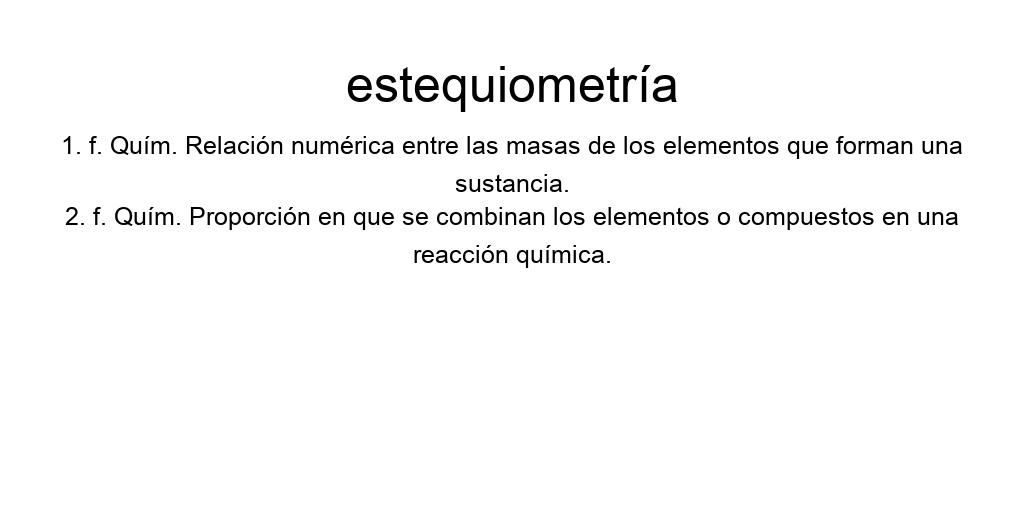 estequiometría
1. f. Quím. Relación numérica entre las masas de los elementos que forman una
sustancia.
2. f. Quím. Proporción en que se combinan los elementos o compuestos en una
reacción química.